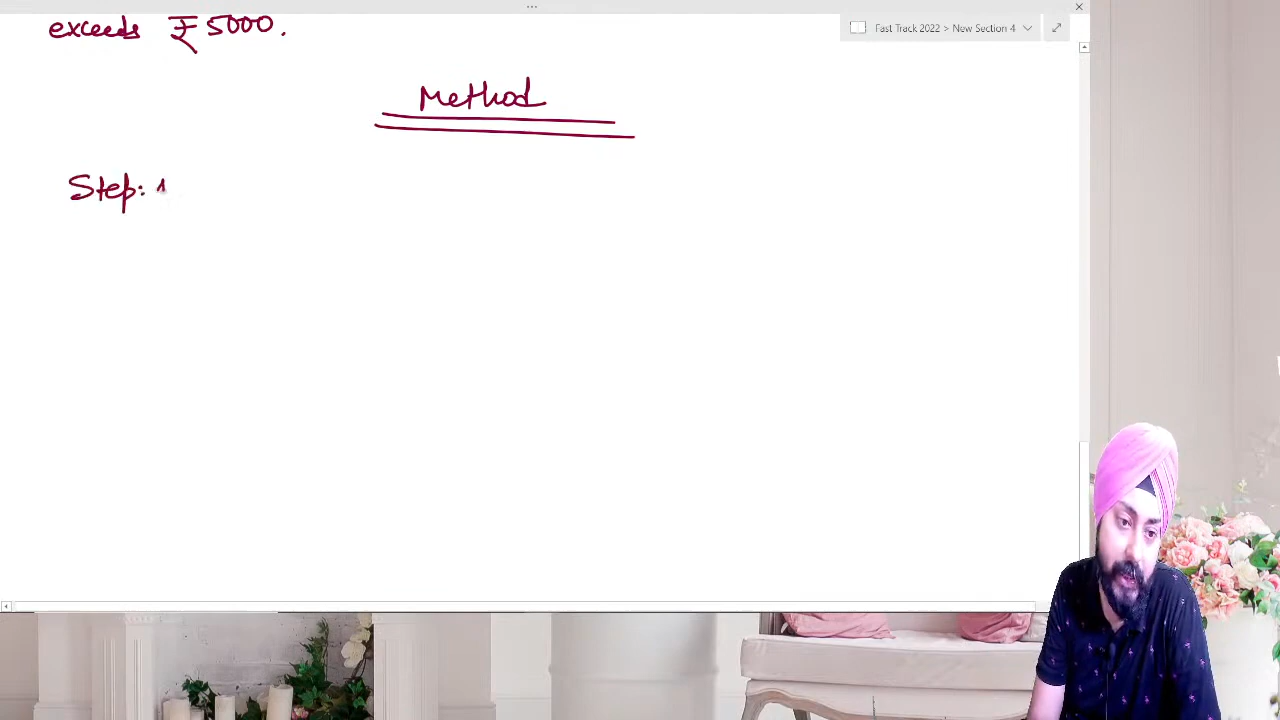 exceeds ₹ 5000.
Fast Track 2022 > New Section 4
Method
Step: 1